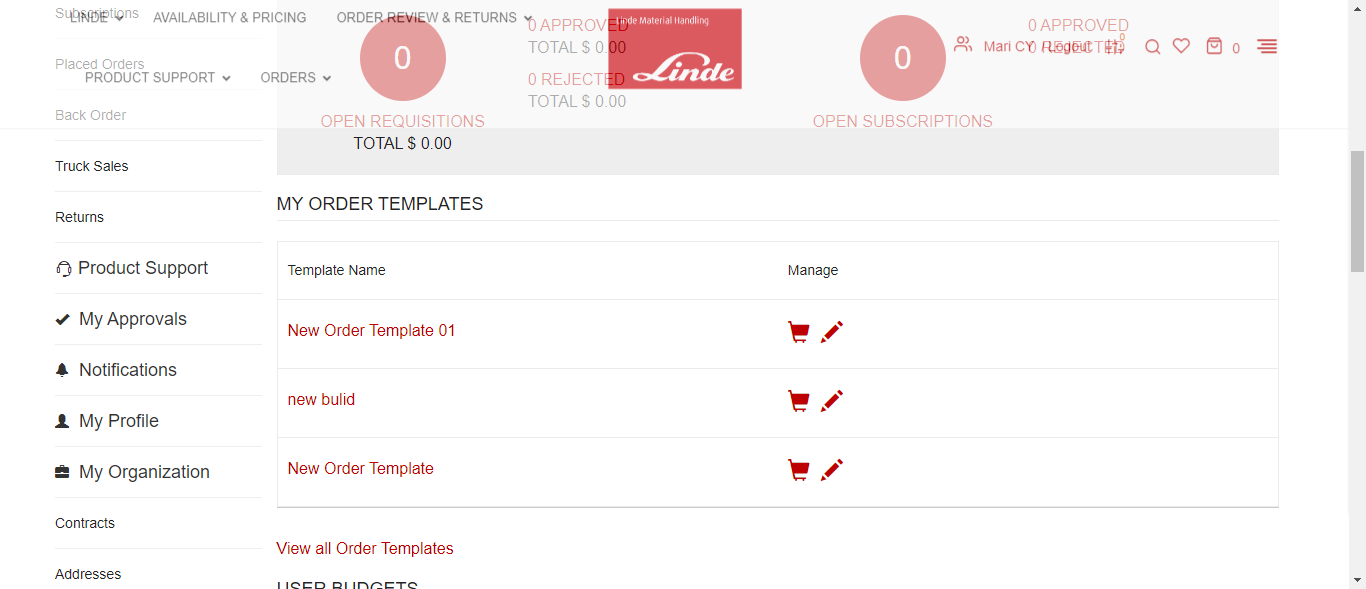 LINDE
AVAILABILITY & PRICING
ORDER REVIEW & RETURNS
PRODUCT SUPPORT
ORDERS
Linde Material Handling
Linde
Mari CY
Logout
0
0
Subscriptions
Placed Orders
Back Order
Truck Sales
Returns
Product Support
My Approvals
Notifications
My Profile
My Organization
Contracts
Addresses
0
OPEN REQUISITIONS
TOTAL $ 0.00
0 APPROVED
TOTAL $ 0.00
0 REJECTED
TOTAL $ 0.00
0
OPEN SUBSCRIPTIONS
0 APPROVED
0 REJECTED
MY ORDER TEMPLATES
Template Name Manage
New Order Template 01
new bulid
New Order Template
View all Order Templates
USER BUDGETS